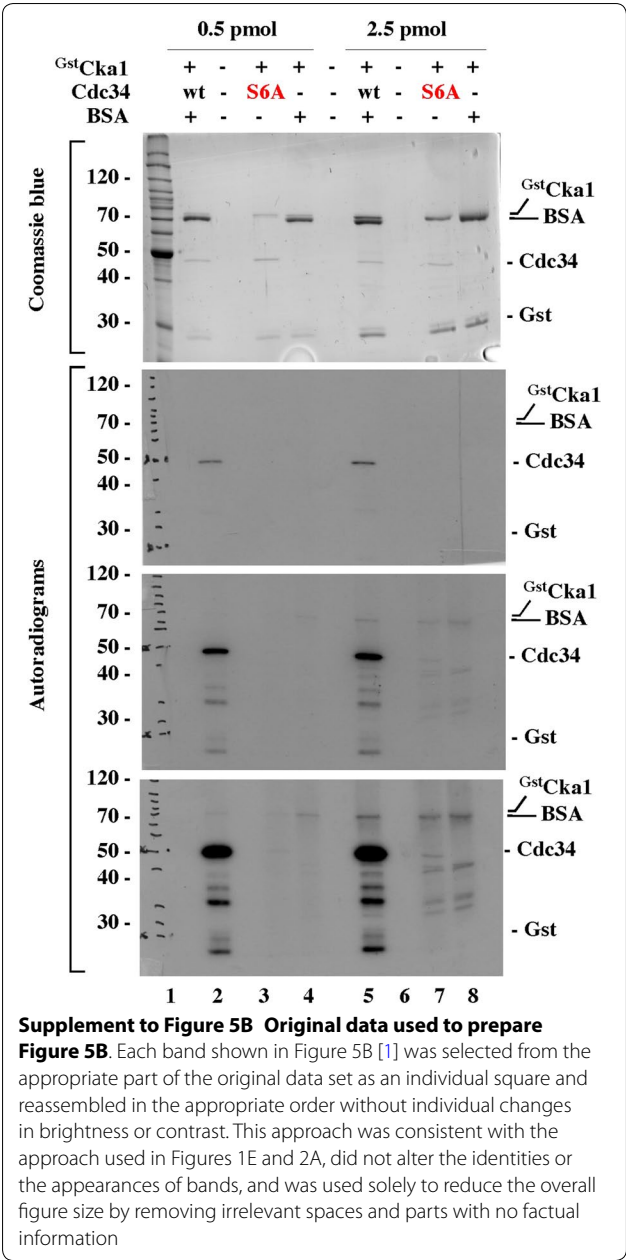 0.5 pmol 2.5 pmol
GstCka1 + - + + - + - + +
Cdc34 wt - S6A - - wt - S6A -
BSA + - - + - + - - +
Coomassie blue
120 -
70 -
50 -
40 -
30 -
GstCka1
BSA
- Cdc34
- Gst
Autoradiograms
120 -
70 -
50 -
40 -
30 -
GstCka1
BSA
- Cdc34
- Gst
120 -
70 -
50 -
40 -
30 -
GstCka1
BSA
- Cdc34
- Gst
120 -
70 -
50 -
40 -
30 -
GstCka1
BSA
- Cdc34
- Gst
1 2 3 4 5 6 7 8
Supplement to Figure 5B Original data used to prepare
Figure 5B. Each band shown in Figure 5B [1] was selected from the
appropriate part of the original data set as an individual square and
reassembled in the appropriate order without individual changes
in brightness or contrast. This approach was consistent with the
approach used in Figures 1E and 2A, did not alter the identities or
the appearances of bands, and was used solely to reduce the overall
figure size by removing irrelevant spaces and parts with no factual
information